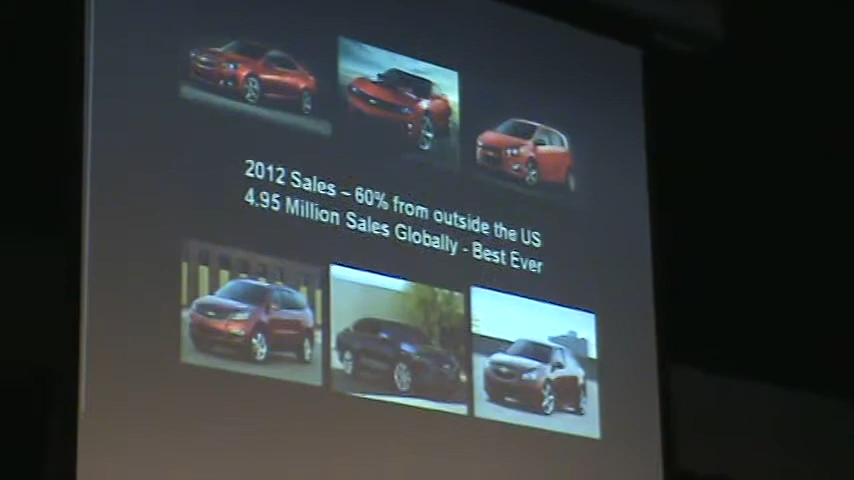 2012 Sales – 60% from outside the US
4.95 Million Sales Globally - Best Ever